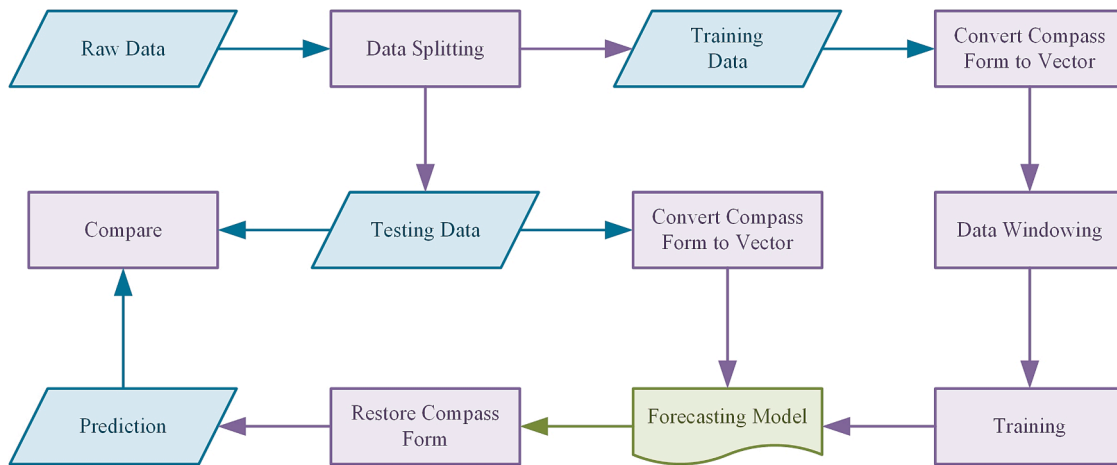 Raw Data
Data Splitting
Training
Data
Convert Compass
Form to Vector
Compare
Testing Data
Convert Compass
Form to Vector
Data Windowing
Prediction
Restore Compass
Form
Forecasting Model
Training